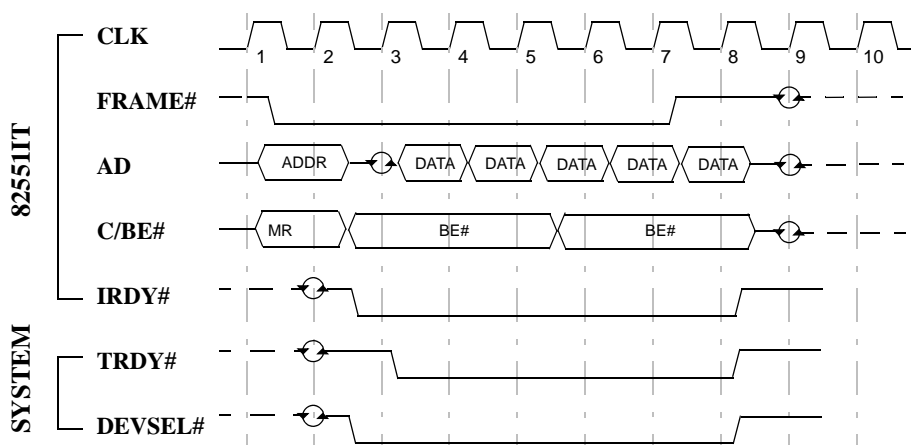 82551IT
SYSTEM
CLK
1 2 3 4 5 6 7 8 9 10
FRAME#
AD
ADDR DATA DATA DATA DATA DATA
C/BE#
MR BE# BE#
IRDY#
TRDY#
DEVSEL#